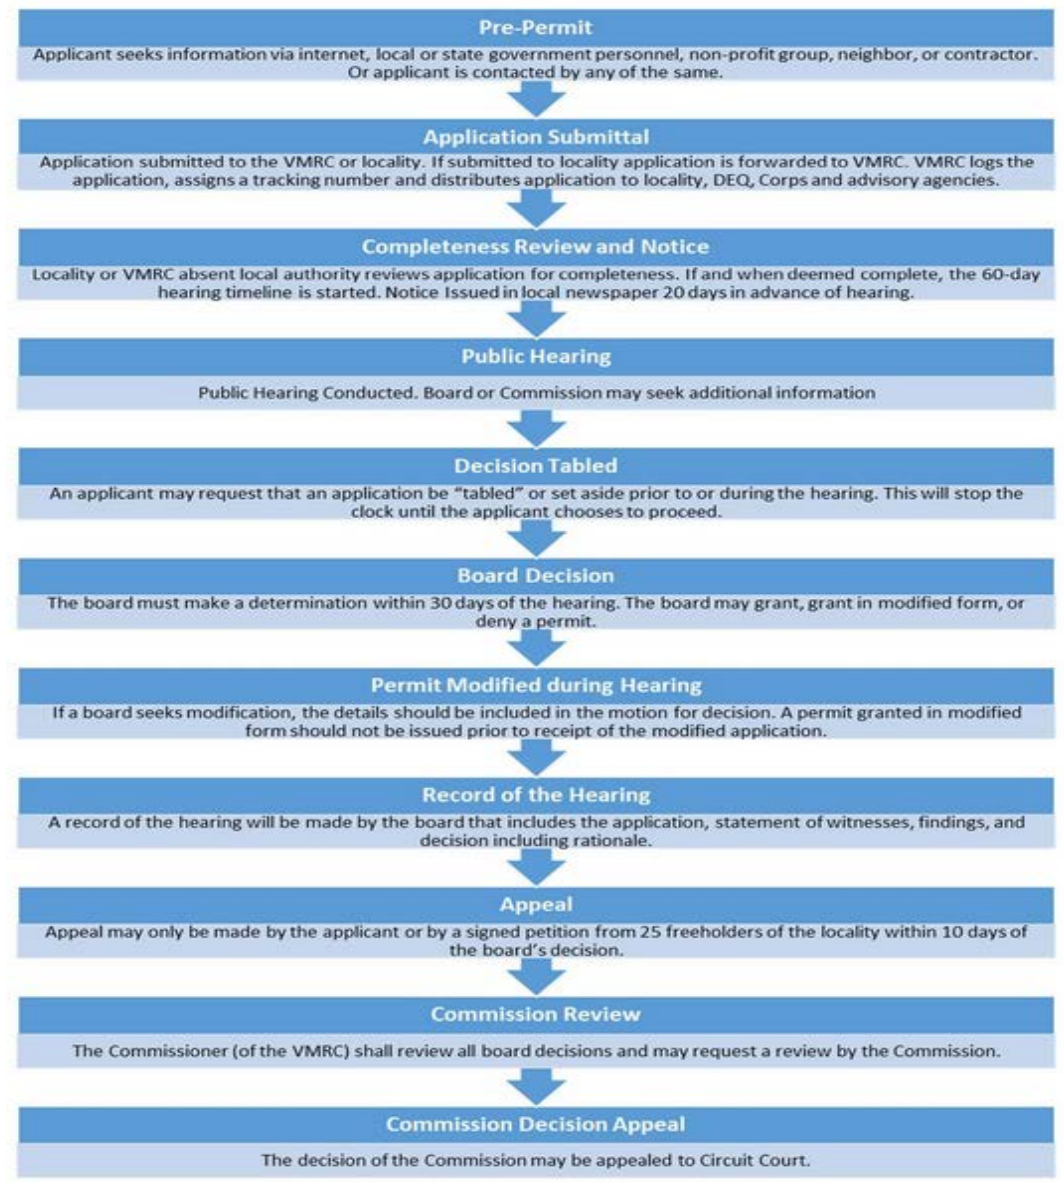 Pre-Permit
Applicant seeks information via internet, local or state government personnel, non-profit group, neighbor, or contractor.
Or applicant is contacted by any of the same.
Application Submittal
Application submitted to the VMRC or locality. If submitted to locality application is forwarded to VMRC. VMRC logs the
application, assigns a tracking number and distributes application to locality, DEQ, Corps and advisory agencies.
Completeness Review and Notice
Locality or VMRC absent local authority reviews application for completeness. If and when deemed complete, the 60-day
hearing timeline is started. Notice Issued in local newspaper 20 days in advance of hearing.
Public Hearing
Public Hearing Conducted. Board or Commission may seek additional information
Decision Tabled
An applicant may request that an application be “tabled” or set aside prior to or during the hearing. This will stop the
clock until the applicant chooses to proceed.
Board Decision
The board must make a determination within 30 days of the hearing. The board may grant, grant in modified form, or
deny a permit.
Permit Modified during Hearing
If a board seeks modification, the details should be included in the motion for decision. A permit granted in modified
form should not be issued prior to receipt of the modified application.
Record of the Hearing
A record of the hearing will be made by the board that includes the application, statement of witnesses, findings, and
decision including rationale.
Appeal
Appeal may only be made by the applicant or by a signed petition from 25 freeholders of the locality within 10 days of
the board’s decision.
Commission Review
The Commissioner (of the VMRC) shall review all board decisions and may request a review by the Commission.
Commission Decision Appeal
The decision of the Commission may be appealed to Circuit Court.